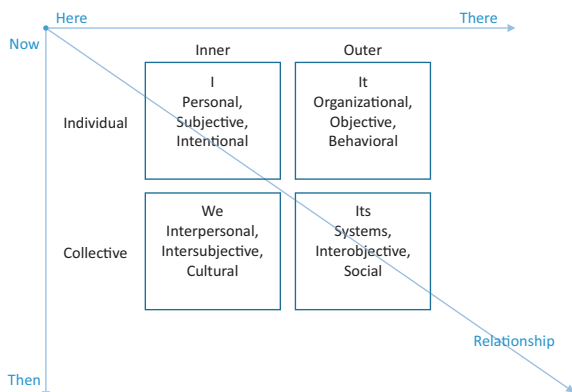 Here
There
Now
Inner
Outer
Individual
I
Personal,
Subjective,
Intentional
It
Organizational,
Objective,
Behavioral
Collective
We
Interpersonal,
Intersubjective,
Cultural
Its
Systems,
Interobjective,
Social
Relationship
Then